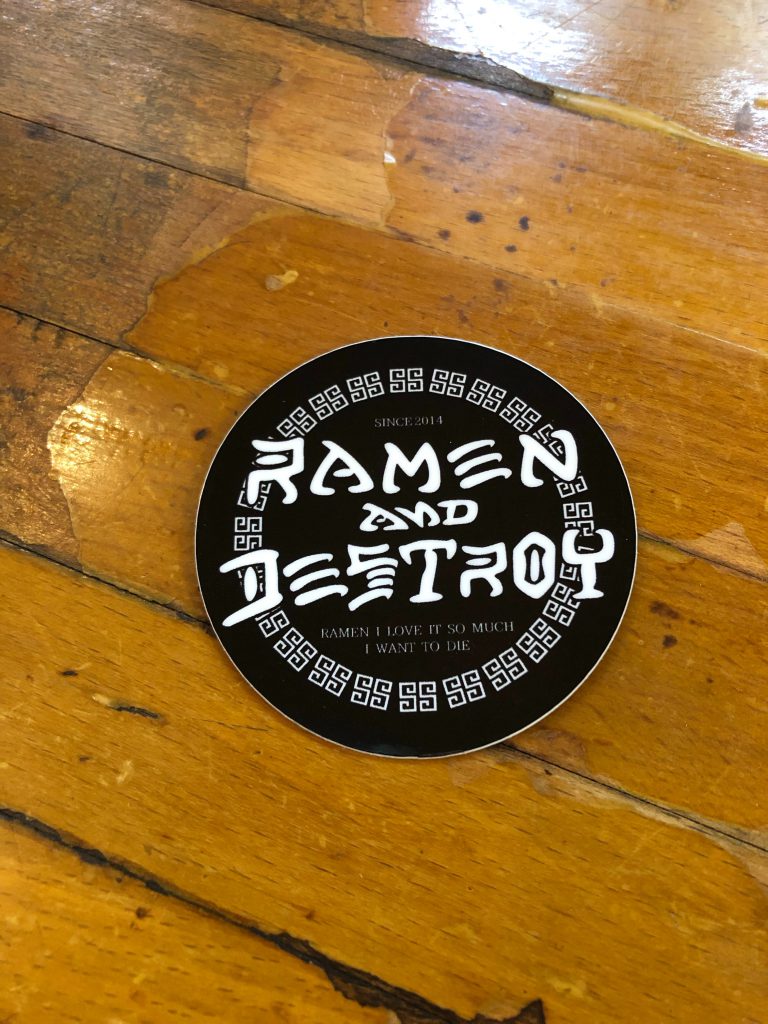 SINCE 2014
RAMEN
AND
DESTROY
RAMEN I LOVE IT SO MUCH
I WANT TO DIE